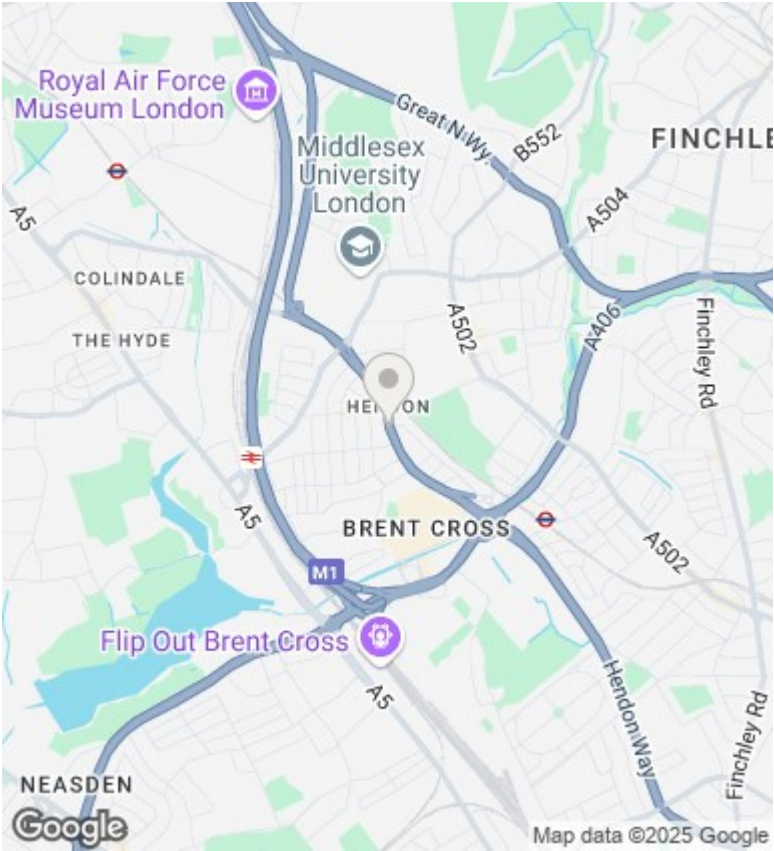 Royal Air Force
Museum London
Great N Wy.
B552
FINCHLE
Middlesex
University
London
A5
A504
COLINDALE
A502
A406
Finchley Rd
THE HYDE
HENDON
A5
BRENT CROSS
A502
M1
Flip Out Brent Cross
A5
Hendon Way
Finchley Rd
NEASDEN
Google
Map data ©2025 Google